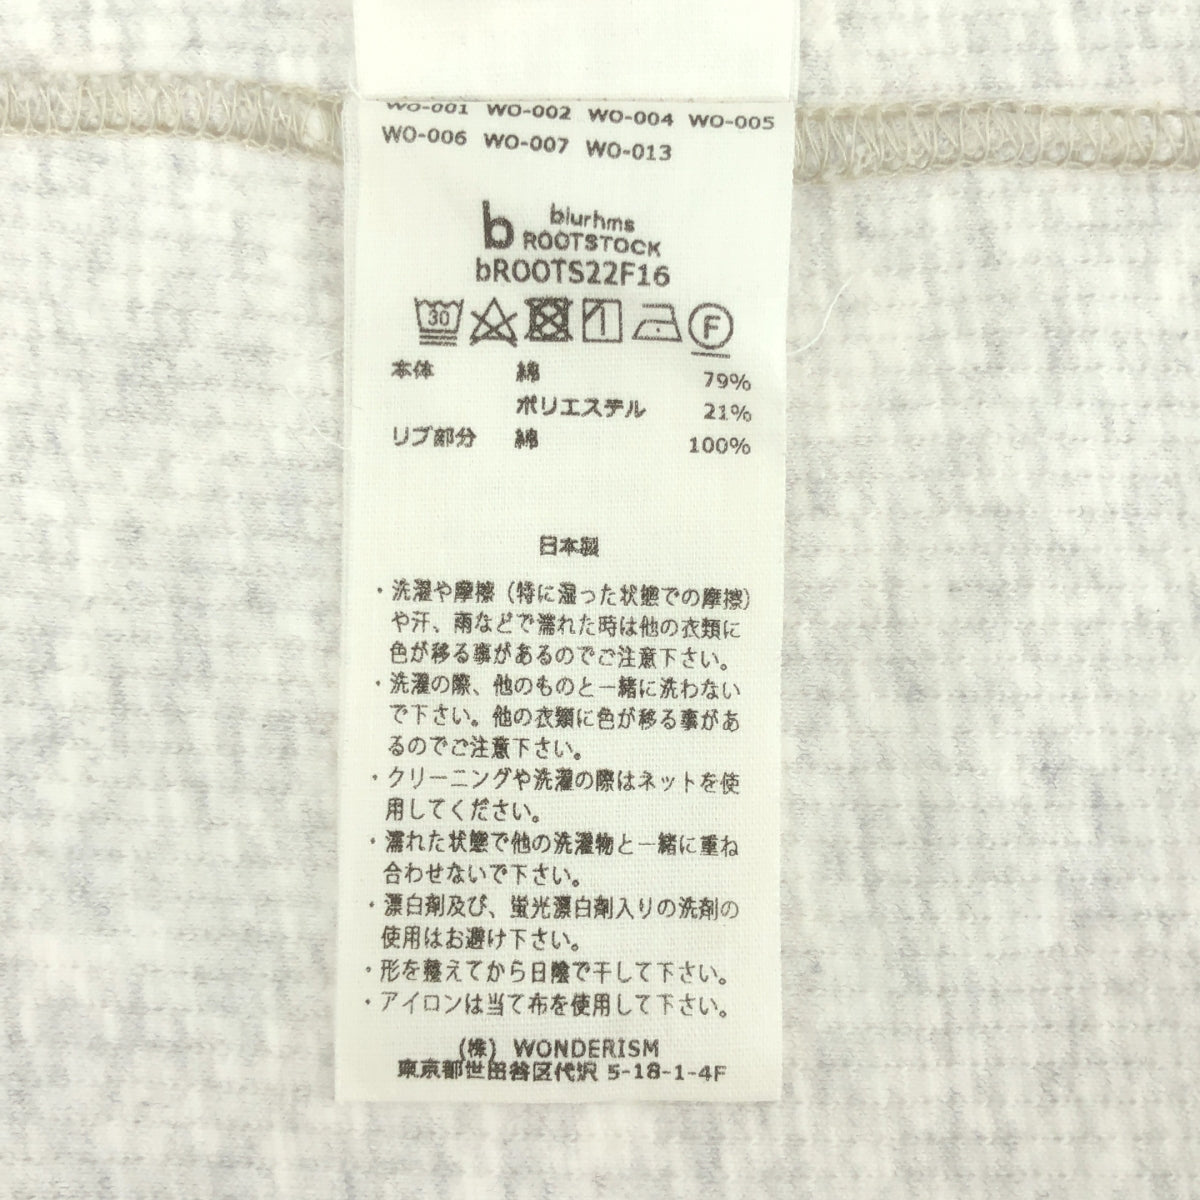 WO-001 WO-002 WO-004 WO-005
WO-006 WO-007 WO-013
b blurhms
ROOTSTOCK
bROOTS22F16
30 F
本体 綿 79%
ポリエステル 21%
リブ部分 綿 100%
日本製
・洗濯や摩擦（特に湿った状態での摩擦）
や汗、雨などで濡れた時は他の衣類に
色が移る事があるのでご注意下さい。
・洗濯の際、他のものと一緒に洗わない
で下さい。他の衣類に色が移る事があ
るのでご注意下さい。
・クリーニングや洗濯の際はネットを使
用してください。
・濡れた状態で他の洗濯物と一緒に重ね
合わせないで下さい。
・漂白剤及び、蛍光漂白剤入りの洗剤の
使用はお避け下さい。
・形を整えてから日陰で干して下さい。
・アイロンは当て布を使用して下さい。
(株) WONDERISM
東京都世田谷区代沢 5-18-1-4F